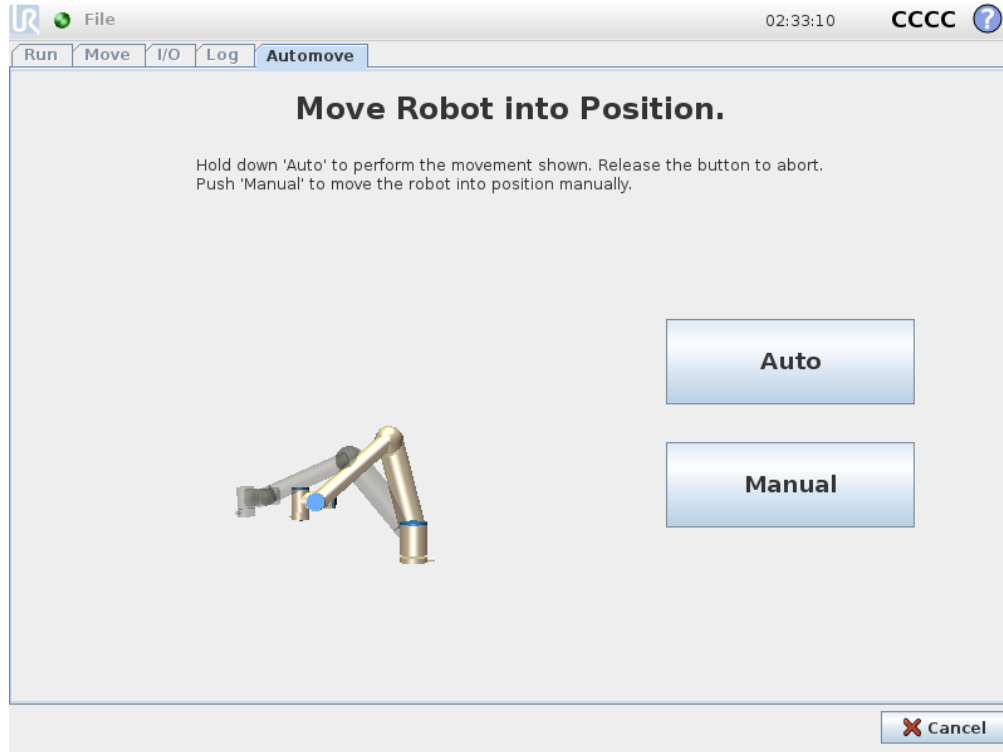 UR File 02:33:10 CCCC ?
Run Move I/O Log Automove
Move Robot into Position.
Hold down 'Auto' to perform the movement shown. Release the button to abort.
Push 'Manual' to move the robot into position manually.
Auto
Manual
Cancel